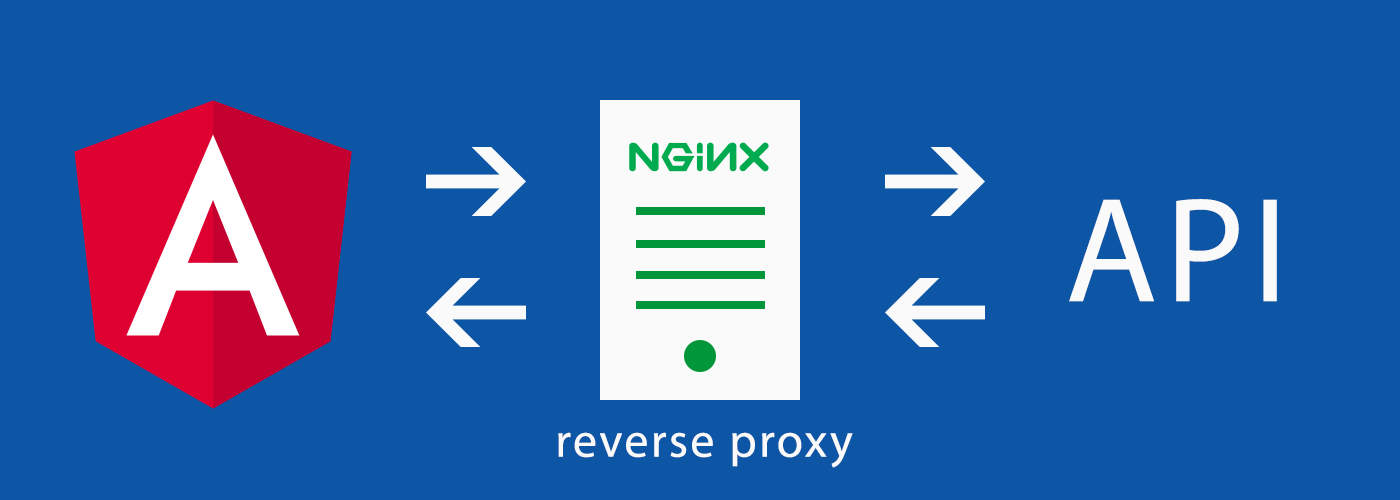 A
NGINX
API
reverse proxy